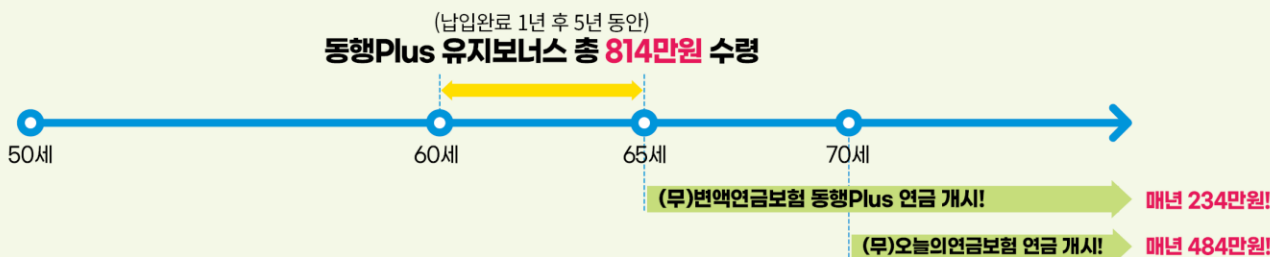 (납입완료 1년 후 5년 동안)
동행Plus 유지보너스 총 814만원 수령
50세
60세
65세
70세
(무)변액연금보험 동행Plus 연금 개시!
매년 234만원!
(무)오늘의연금보험 연금 개시!
매년 484만원!